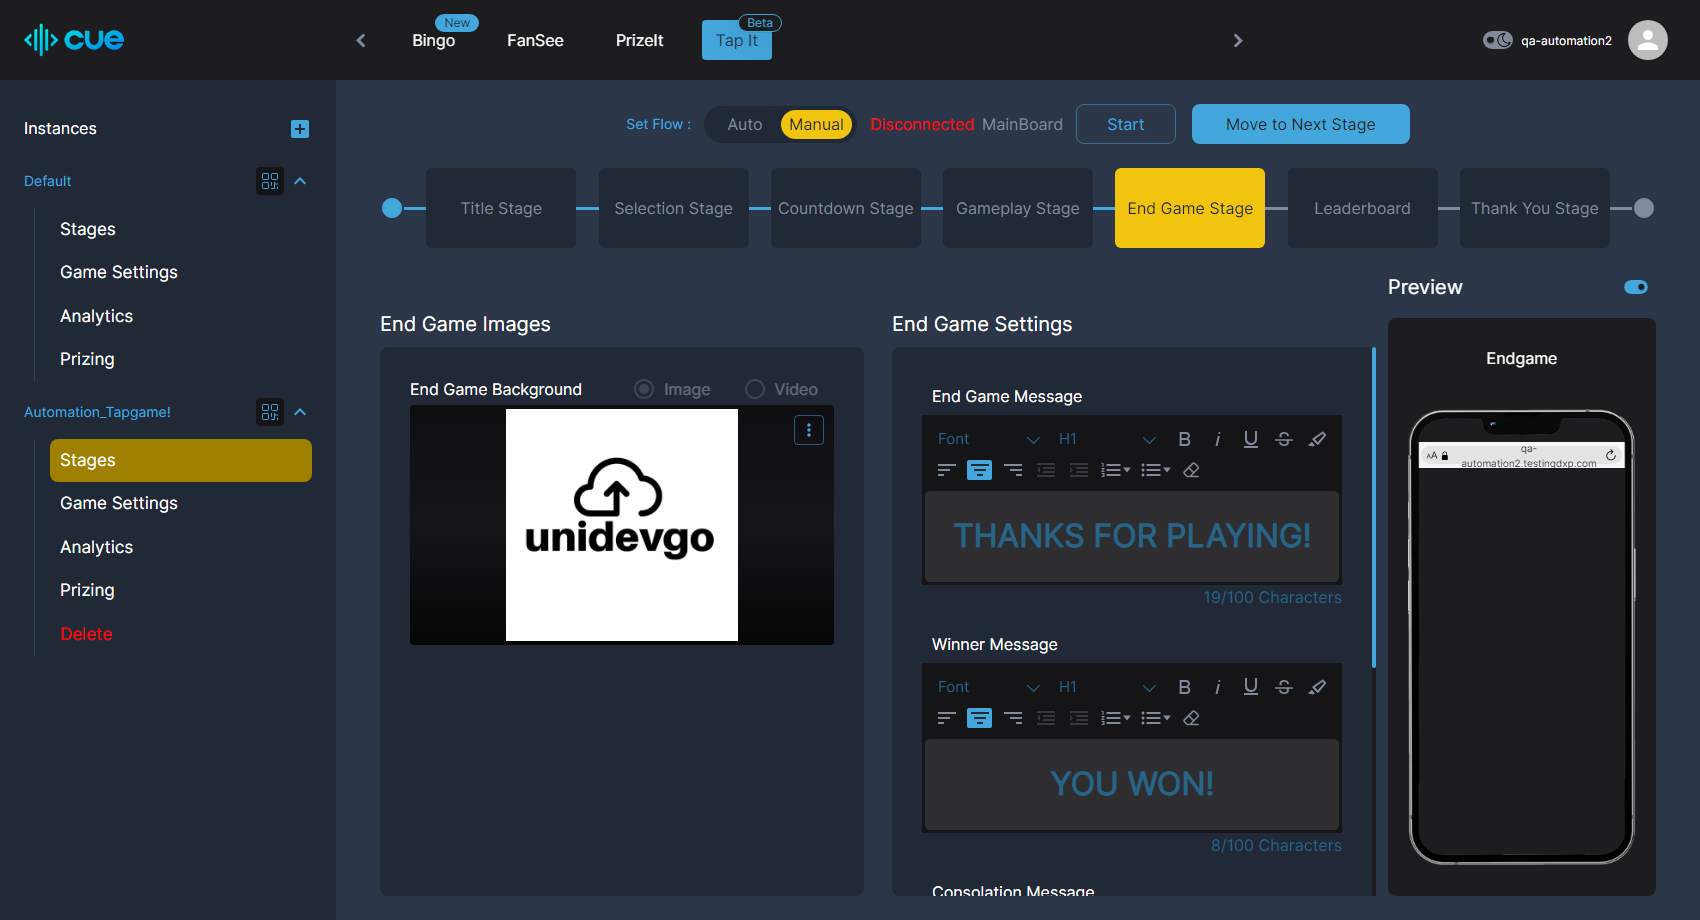 cue
New
Bingo
FanSee
PrizeIt
Beta
Tap It
qa-automation2
Instances
Default
Stages
Game Settings
Analytics
Prizing
Automation_Tapgame!
Stages
Game Settings
Analytics
Prizing
Delete
Set Flow :
Auto
Manual
Disconnected MainBoard
Start
Move to Next Stage
Title Stage
Selection Stage
Countdown Stage
Gameplay Stage
End Game Stage
Leaderboard
Thank You Stage
End Game Images
End Game Background
Image
Video
unidevgo
End Game Settings
End Game Message
Font
H1
B
i
U
S
THANKS FOR PLAYING!
19/100 Characters
Winner Message
Font
H1
B
i
U
S
YOU WON!
8/100 Characters
Consolation Message
Preview
Endgame
AA
qa-
automation2.testingdxp.com